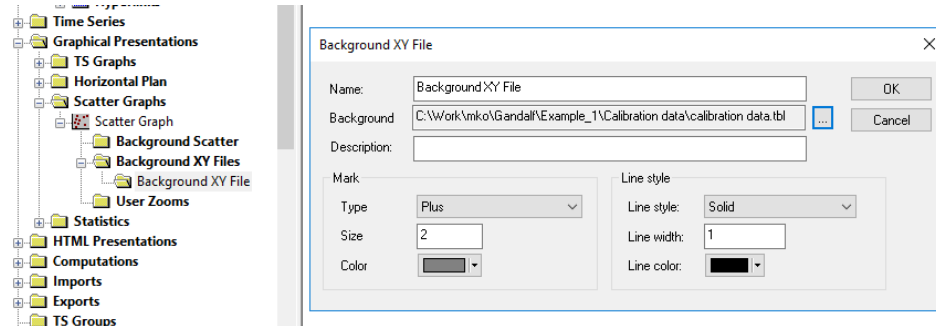 Time Series
Graphical Presentations
TS Graphs
Horizontal Plan
Scatter Graphs
Scatter Graph
Background Scatter
Background XY Files
Background XY File
User Zooms
Statistics
HTML Presentations
Computations
Imports
Exports
TS Groups
Background XY File
Name:
Background XY File
OK
Background
C:\Work\mko\Gandalf\Example_1\Calibration data\calibration data.tbl
...
Cancel
Description:
Mark
Type
Plus
Size
2
Color
Line style
Line style:
Solid
Line width:
1
Line color: